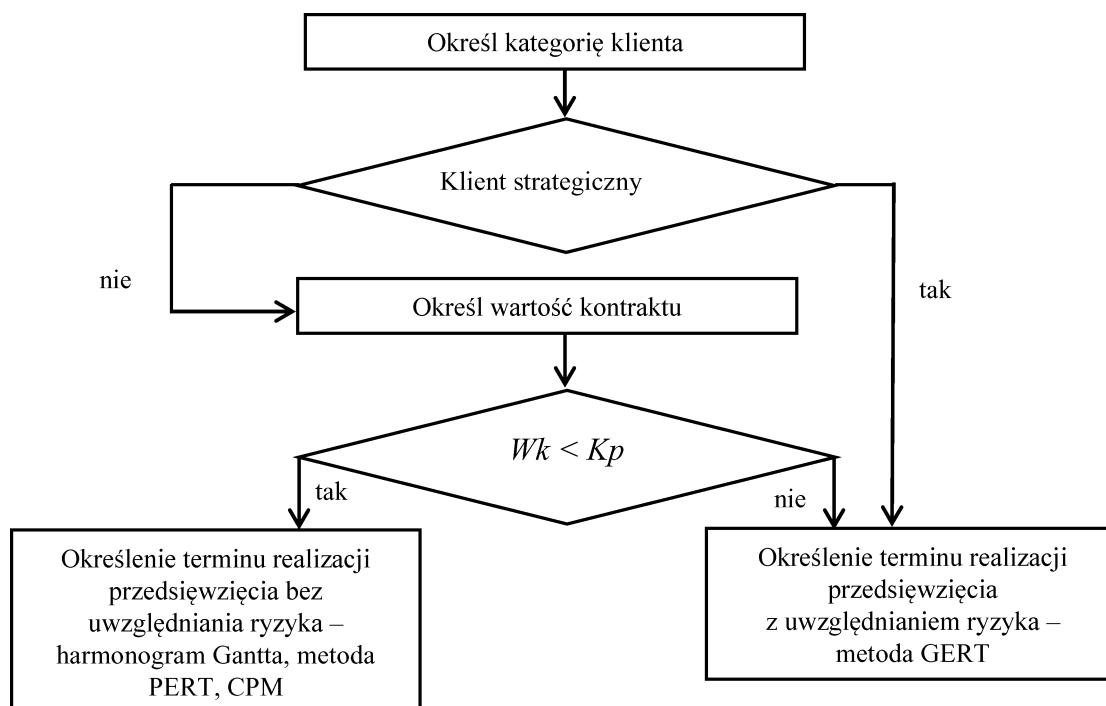 Określ kategorię klienta
Klient strategiczny
nie
tak
Określ wartość kontraktu
Wk < Kp
tak
nie
Określenie terminu realizacji
przedsięwzięcia bez
uwzględniania ryzyka –
harmonogram Gantta, metoda
PERT, CPM
Określenie terminu realizacji
przedsięwzięcia
z uwzględnianiem ryzyka –
metoda GERT